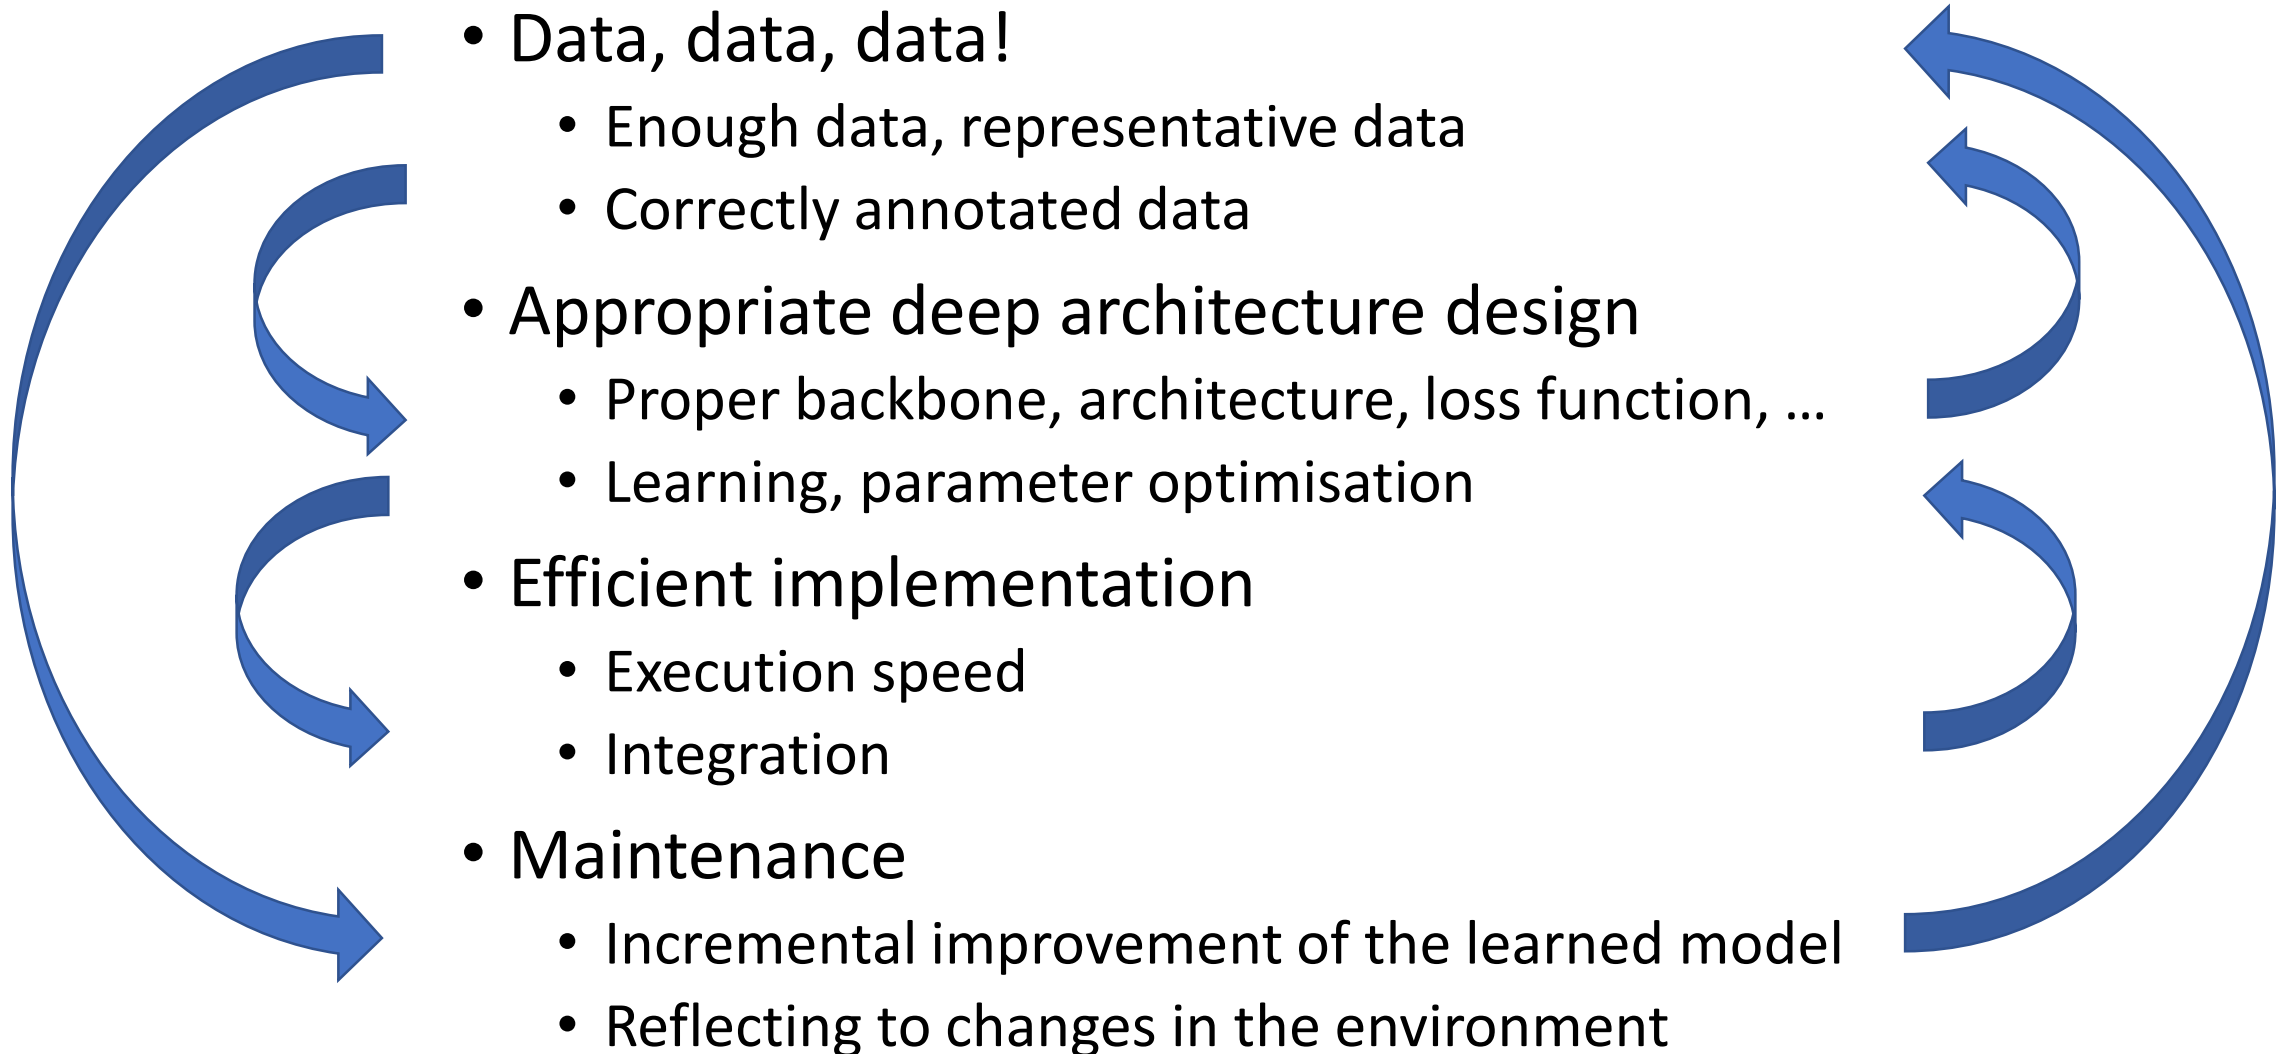 • Data, data, data!
• Enough data, representative data
• Correctly annotated data
• Appropriate deep architecture design
• Proper backbone, architecture, loss function, …
• Learning, parameter optimisation
• Efficient implementation
• Execution speed
• Integration
• Maintenance
• Incremental improvement of the learned model
• Reflecting to changes in the environment